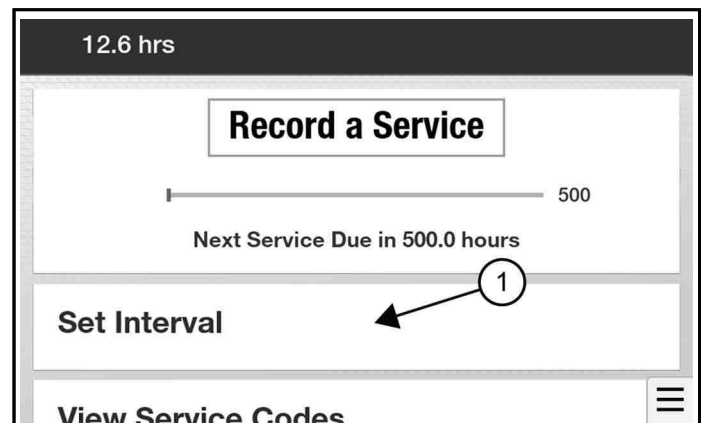 12.6 hrs
Record a Service
500
Next Service Due in 500.0 hours
1
Set Interval
View Service Codes